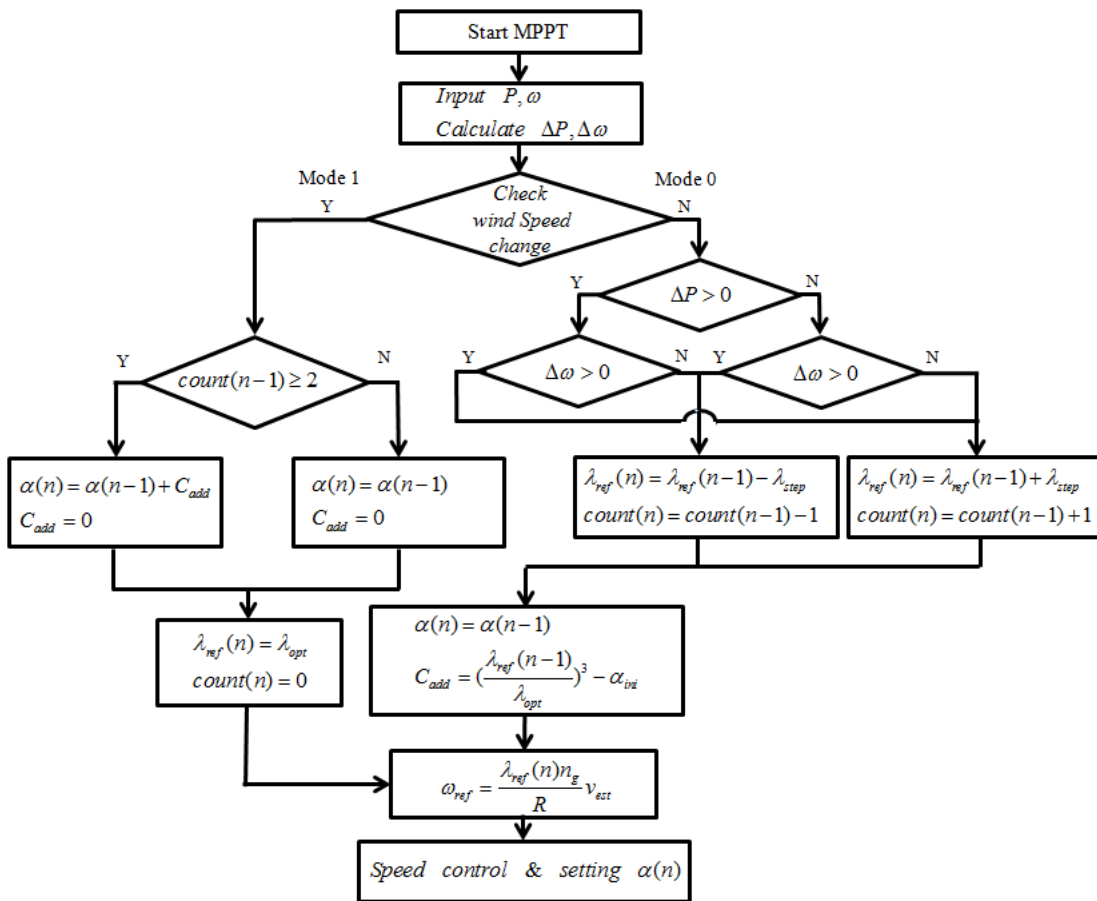 Start MPPT
Input P, ω
Calculate ΔP, Δω
Mode 1
Mode 0
Check
wind Speed
change
Y
N
Y
ΔP > 0
N
Y
count(n−1) ≥ 2
N
Y
Δω > 0
N
Y
Δω > 0
N
α(n) = α(n−1) + C_add
C_add = 0
α(n) = α(n−1)
C_add = 0
λ_ref(n) = λ_ref(n−1) − λ_step
count(n) = count(n−1) −1
λ_ref(n) = λ_ref(n−1) + λ_step
count(n) = count(n−1) +1
λ_ref(n) = λ_opt
count(n) = 0
α(n) = α(n−1)
C_add = (λ_ref(n−1) / λ_opt)³ − α_ini
ω_ref = λ_ref(n)n_g / R v_est
Speed control & setting α(n)